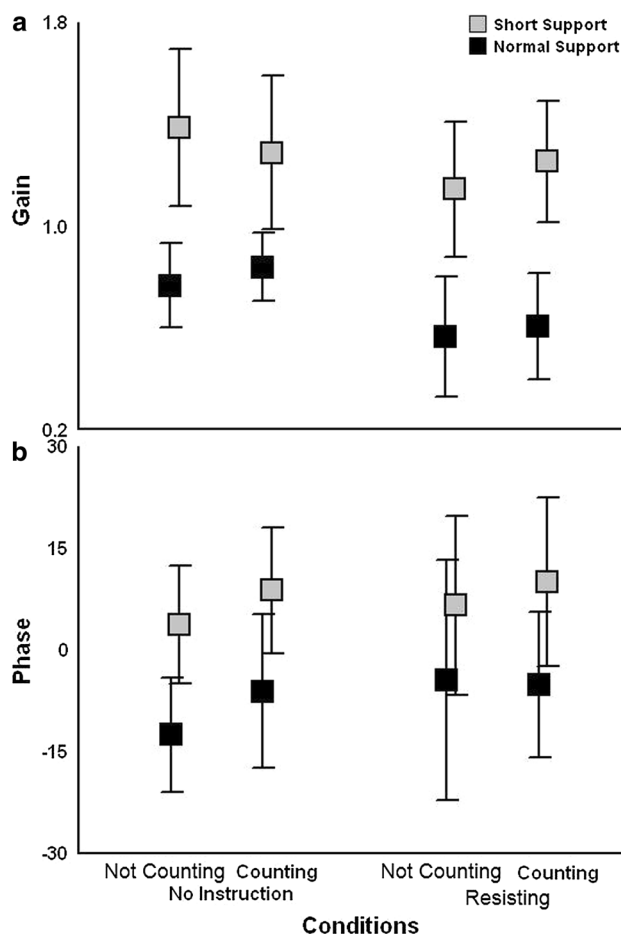 a
1.8
Short Support
Normal Support
Gain
1.0
0.2
b
30
15
Phase
0
-15
-30
Not Counting Counting Not Counting Counting
No Instruction Resisting
Conditions